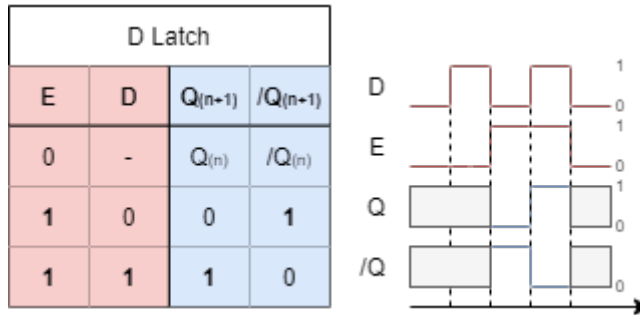 D Latch
E D Q(n+1) /Q(n+1)
0 - Q(n) /Q(n)
1 0 0 1
1 1 1 0
D 1
0
E 1
0
Q 1
0
/Q
0